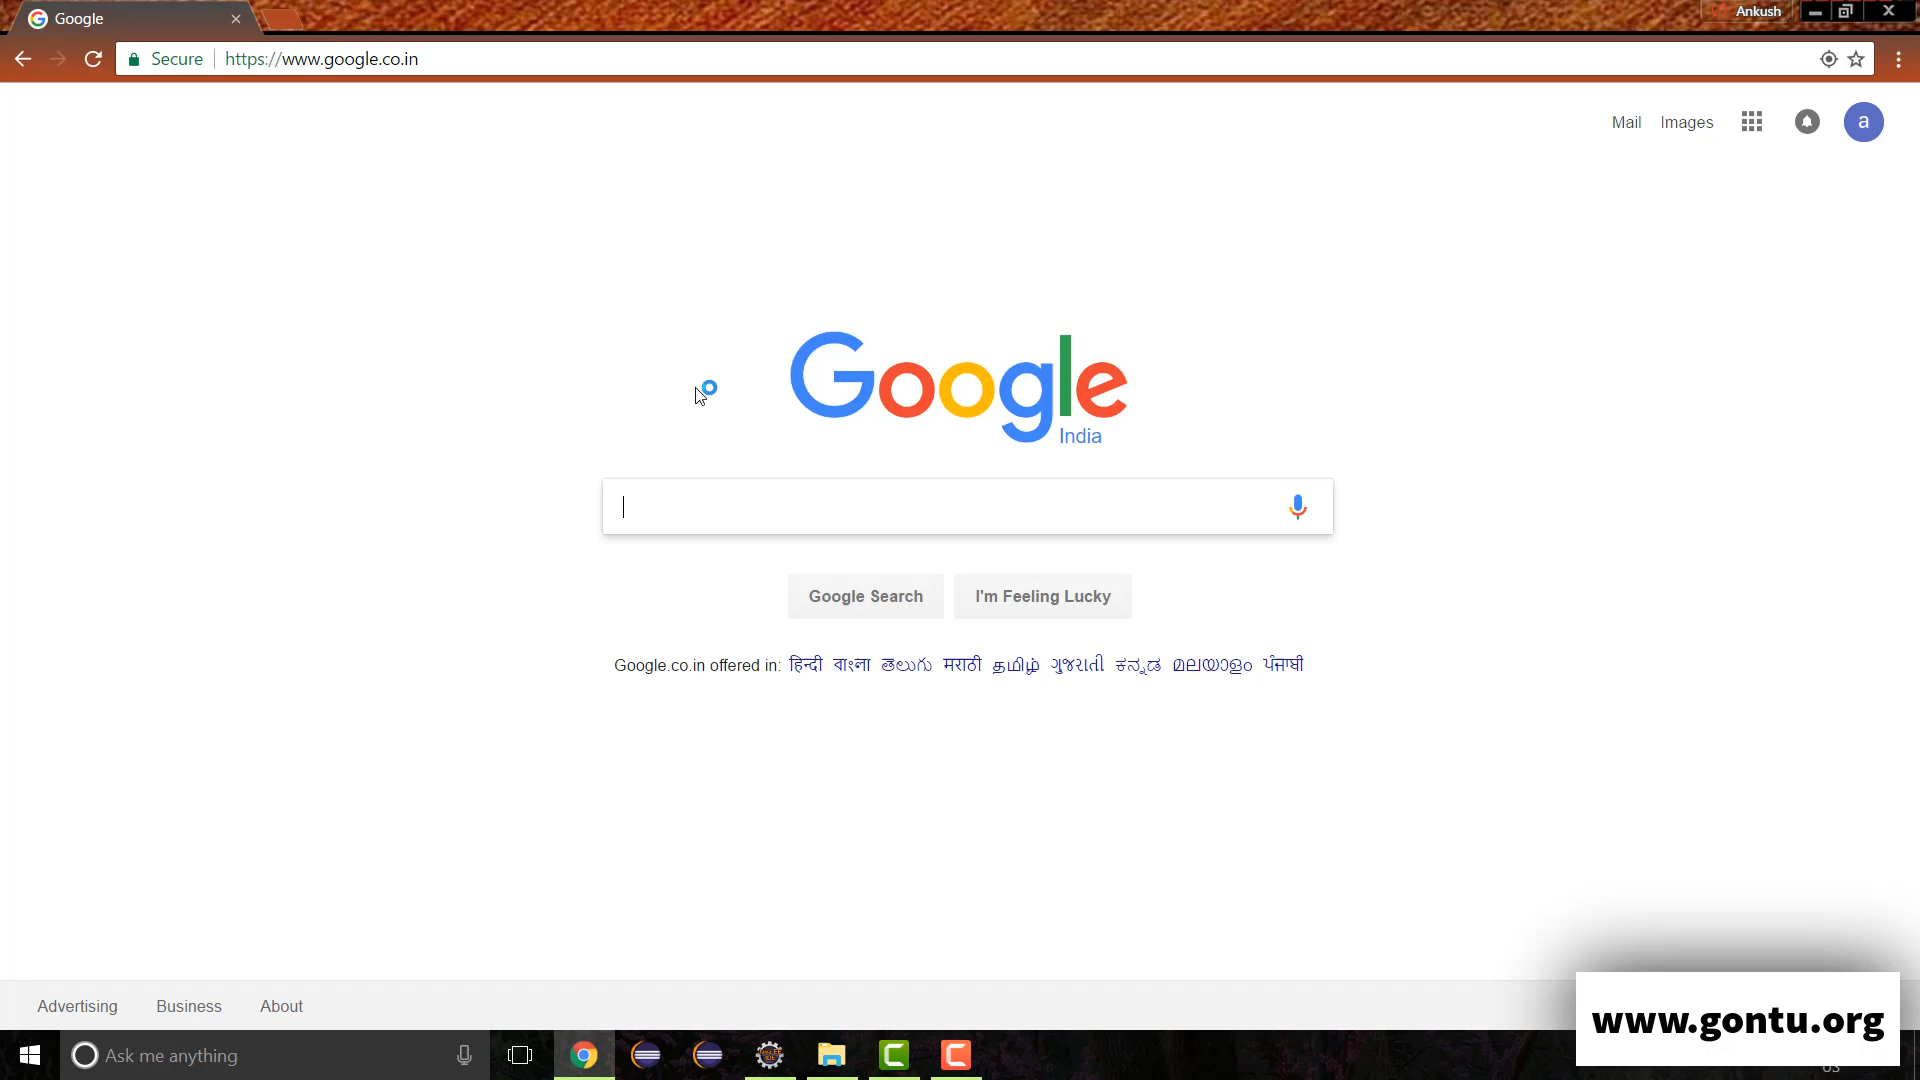 Google
Ankush
Secure
https://www.google.co.in
Mail Images
a
Google
India
Google Search
I'm Feeling Lucky
Google.co.in offered in: हिन्दी বাংলা తెలుగు मराठी தமிழ் ગુજરાતી ಕನ್ನಡ മലയാളം ਪੰਜਾਬੀ
Advertising Business About
www.gontu.org
Ask me anything